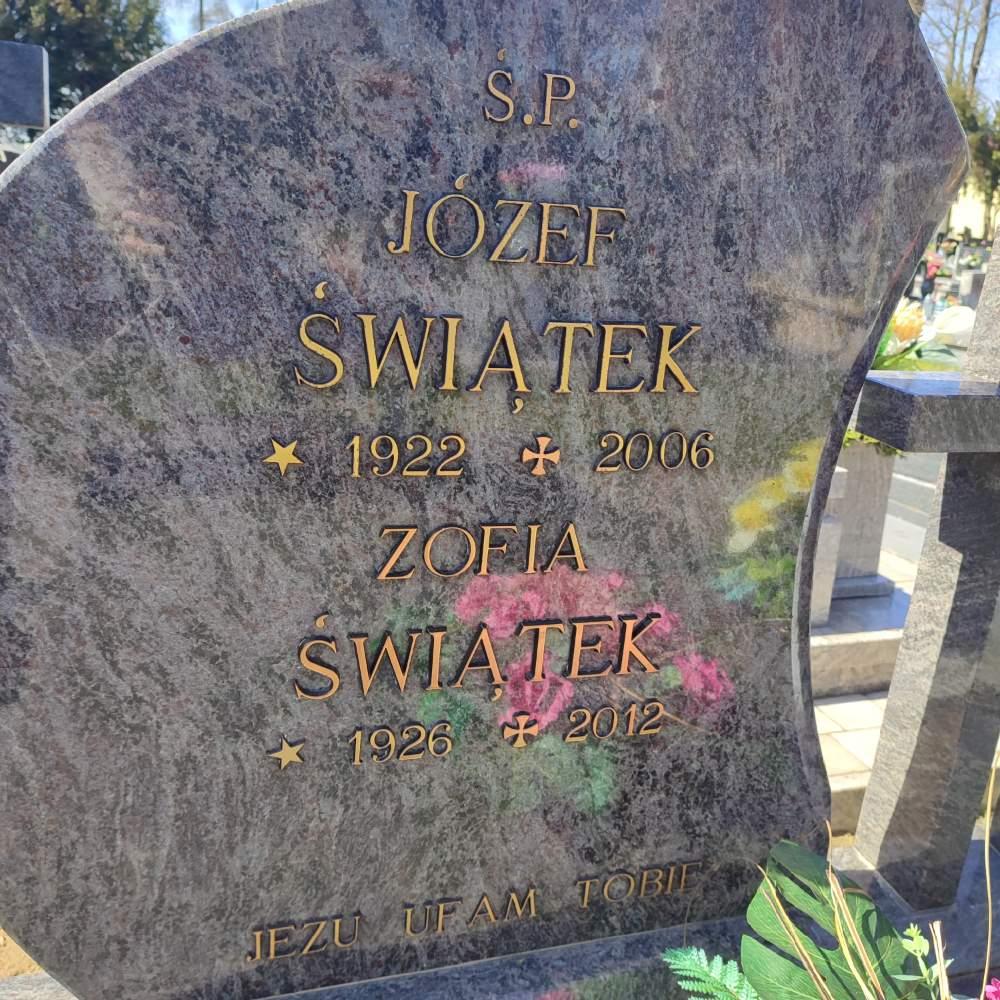 Ś.P.
JÓZEF
ŚWIĄTEK
★ 1922 ✠ 2006
ZOFIA
ŚWIĄTEK
★ 1926 ✠ 2012
JEZU UFAM TOBIE